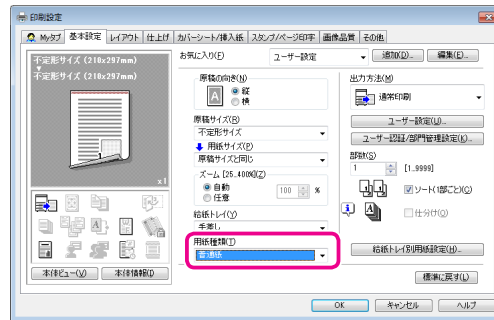 印刷設定
Myタブ 基本設定 レイアウト 仕上げ カバーシート/挿入紙 スタンプ/ページ印字 画像品質 その他
不定形サイズ (210x297mm)
不定形サイズ (210x297mm)
x1
本体ビュー(V) 本体情報(I)
お気に入り(F) ユーザー設定 追加(D)... 編集(E)...
原稿の向き(N)
縦
横
原稿サイズ(R)
不定形サイズ
用紙サイズ(P)
原稿サイズと同じ
ズーム [25..400%](Z)
自動
任意
100 %
給紙トレイ(Y)
手差し
用紙種類(T)
普通紙
出力方法(M)
通常印刷
ユーザー設定(U)...
ユーザー認証/部門管理設定(K)...
部数(S)
1 [1..9999]
ソート(1部ごと)(O)
仕分け(O)
給紙トレイ別用紙設定(H)...
標準に戻す(L)
OK キャンセル ヘルプ